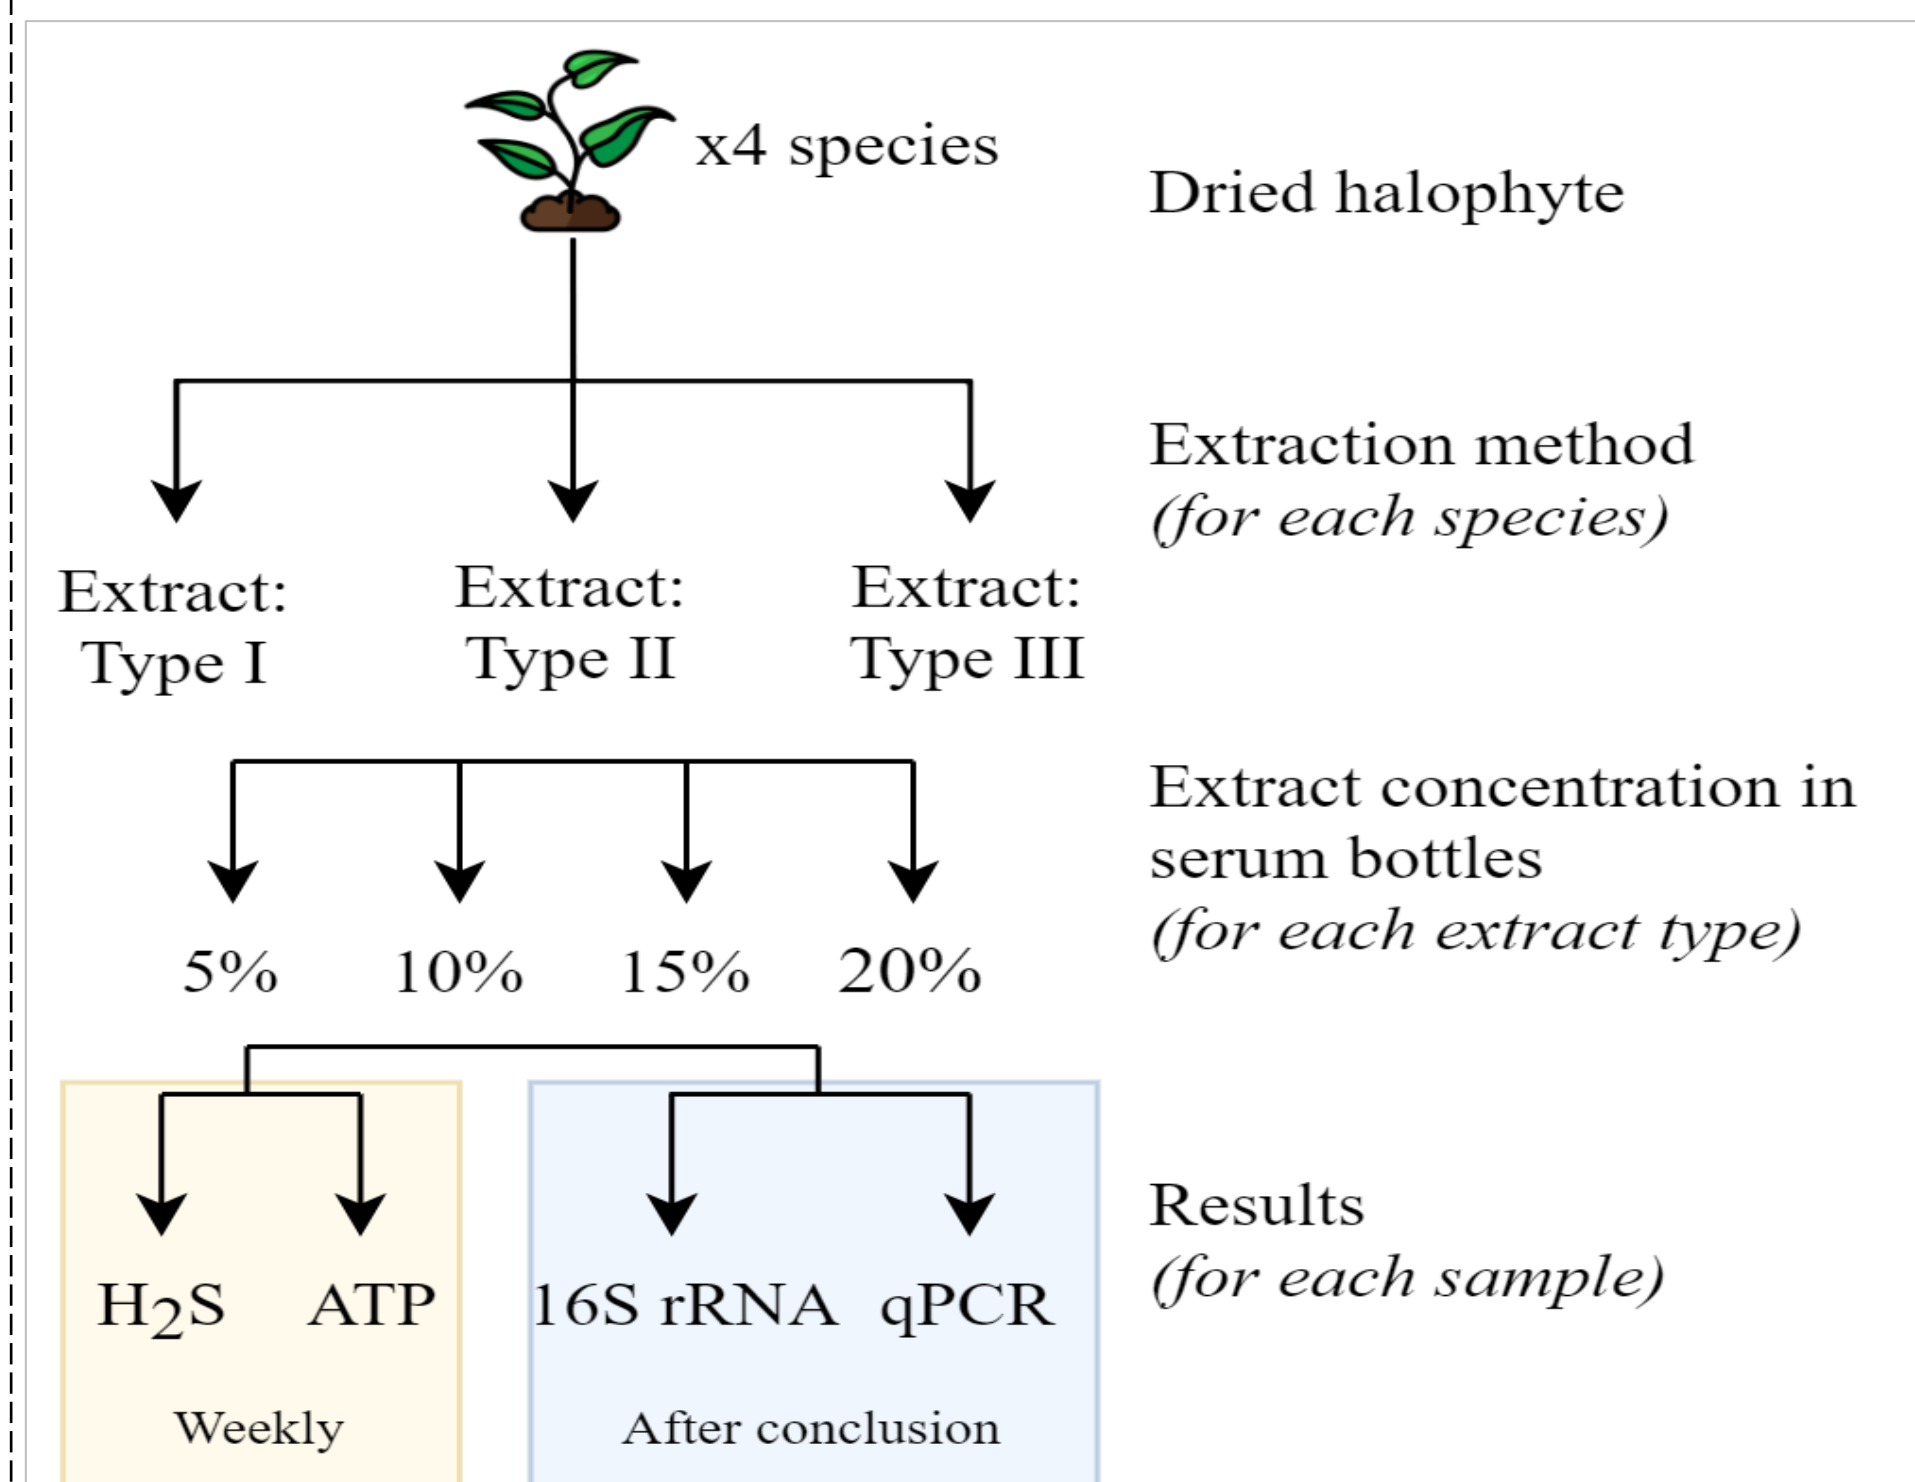 x4 species
Dried halophyte
Extraction method
(for each species)
Extract:
Type I
Extract:
Type II
Extract:
Type III
Extract concentration in
serum bottles
(for each extract type)
5%
10%
15%
20%
Results
(for each sample)
H₂S
ATP
16S rRNA
qPCR
Weekly
After conclusion